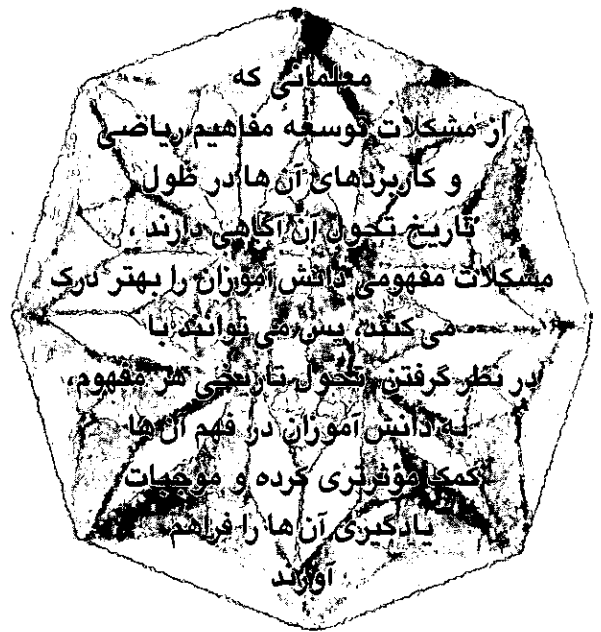 معلمانی که
از مشکلات توسعهٔ مفاهیم ریاضی
و کاربردهای آن ها در طول
تاریخ تحول آن آگاهی دارند ،
مشکلات مفهومی دانش آموزان را بهتر درک
می کنند، پس می توانند با
در نظر گرفتن تحول تاریخی هر مفهوم،
به دانش آموزان در فهم آن ها
کمک مؤثرتری کرده و موجبات
یادگیری آن ها را فراهم
آورند